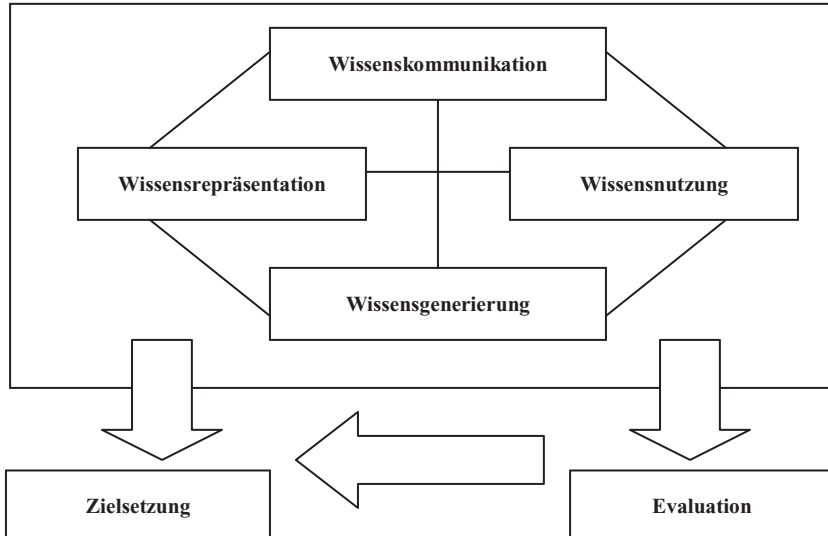 Wissenskommunikation
Wissensrepräsentation
Wissensnutzung
Wissensgenerierung
Zielsetzung
Evaluation